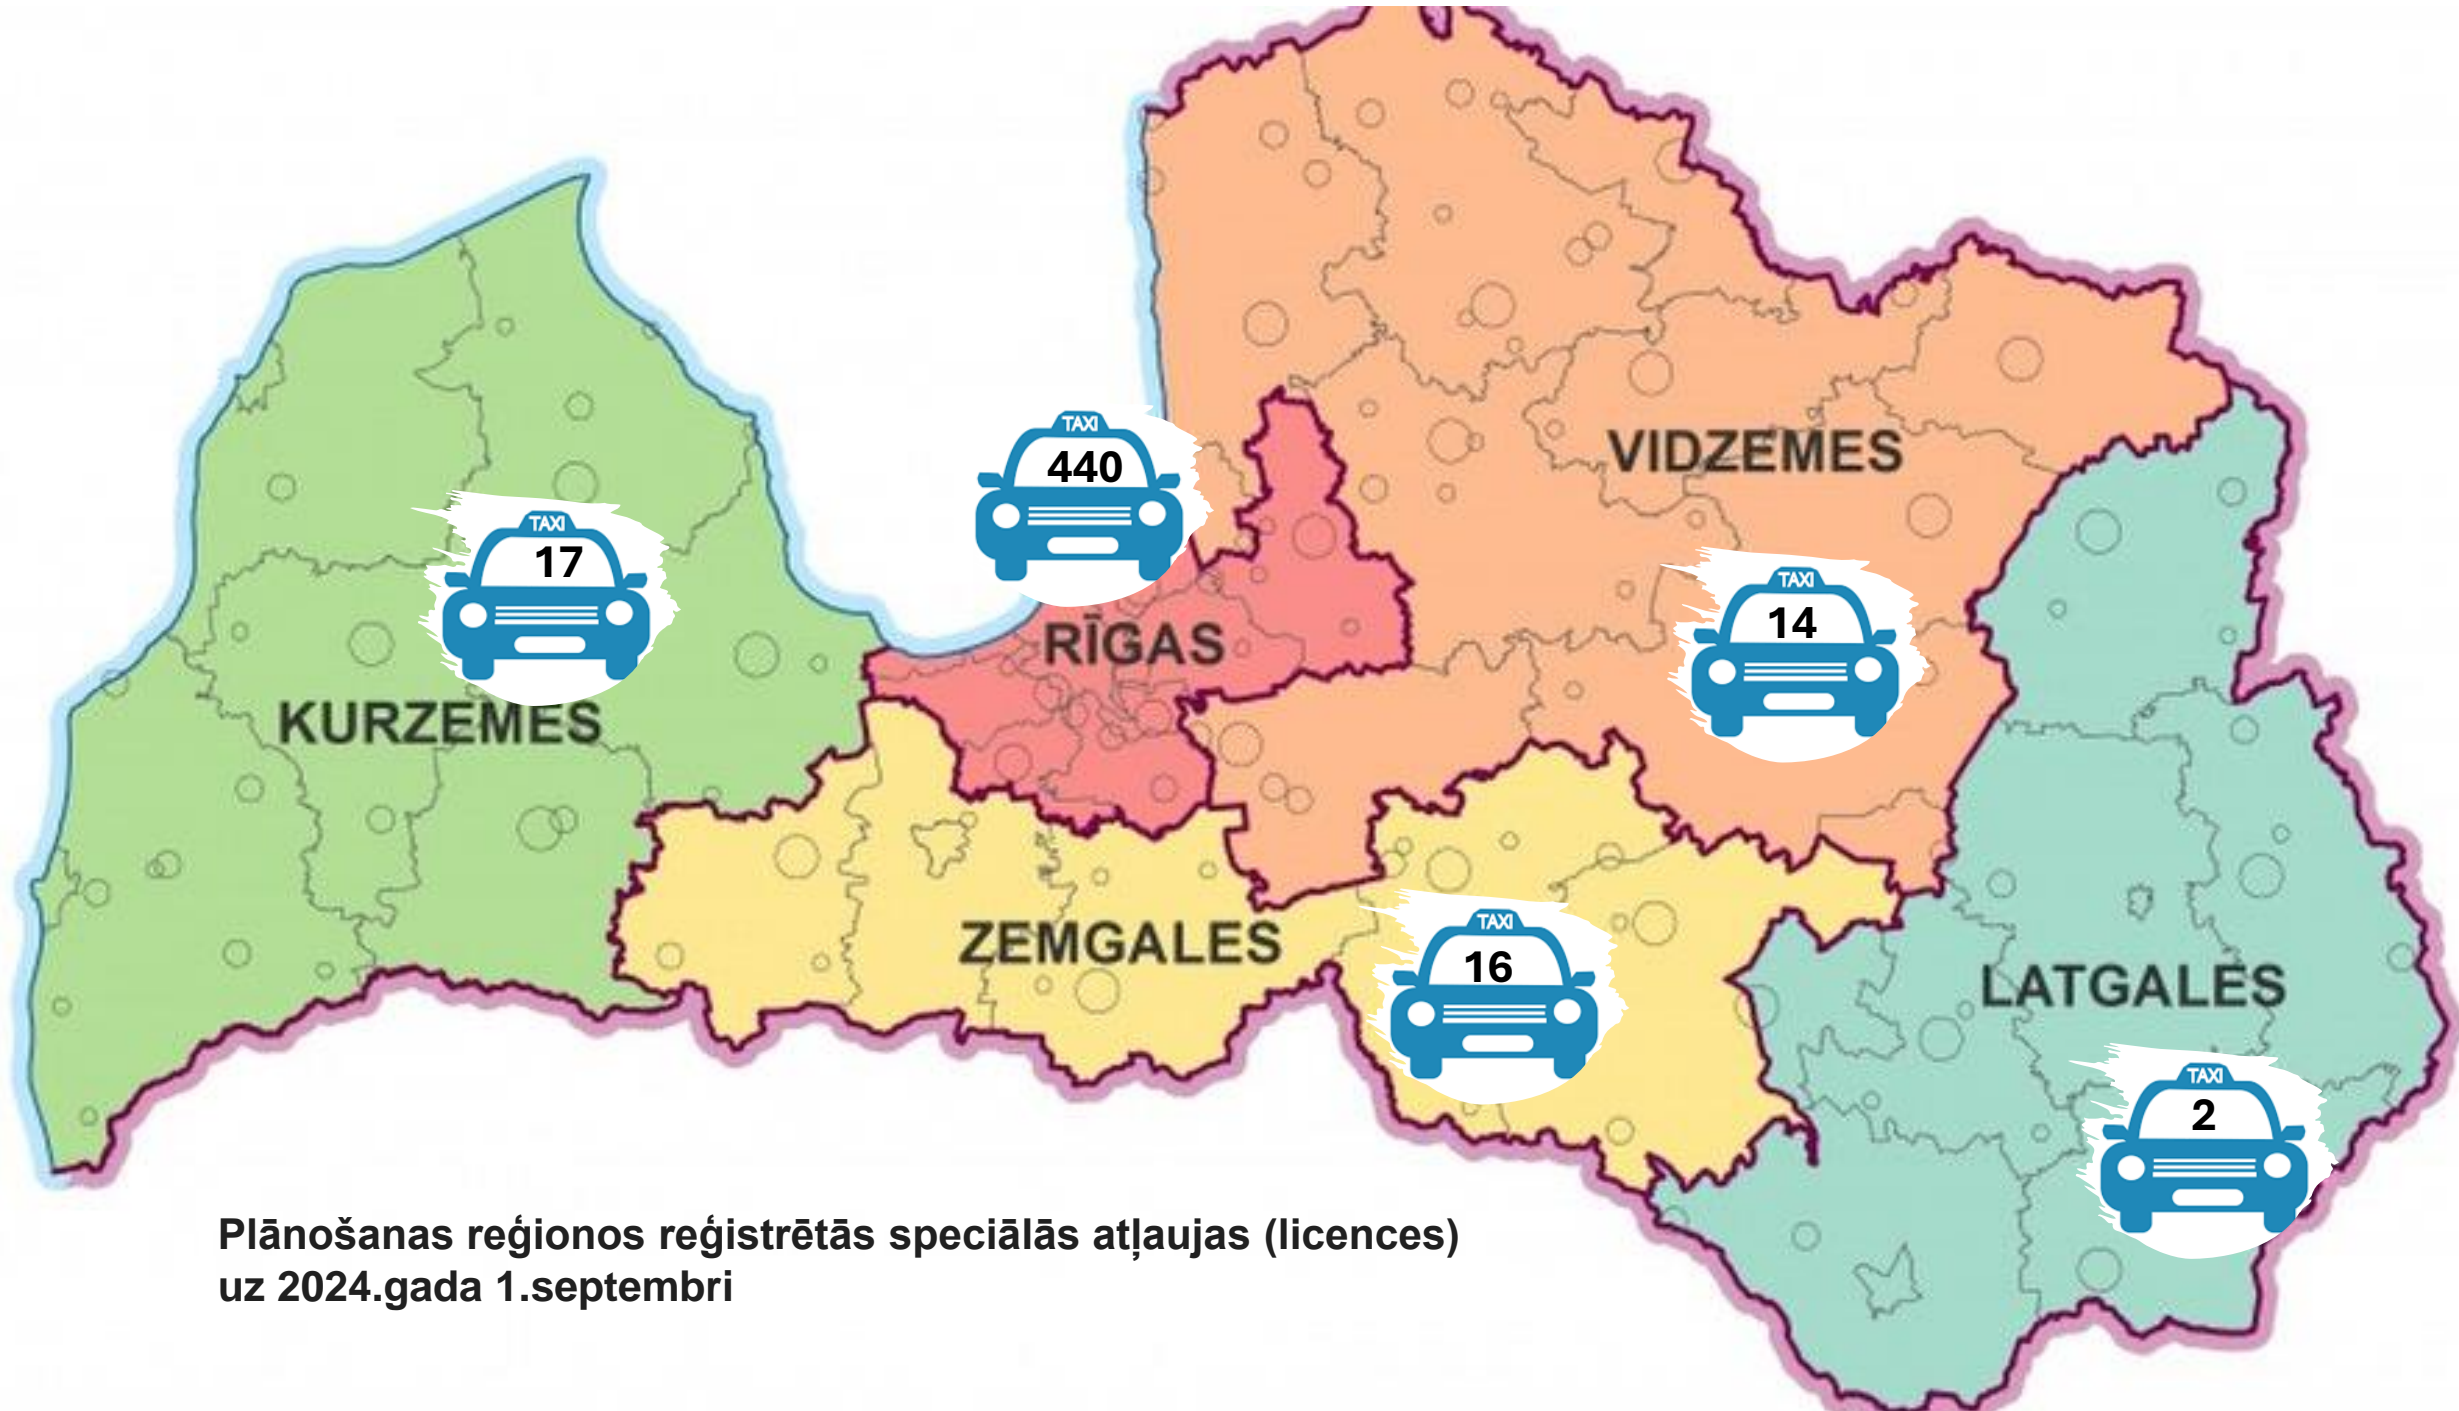 TAXI
440
VIDZEMES
TAXI
17
TAXI
14
RĪGAS
KURZEMES
TAXI
16
ZEMGALES
LATGALES
TAXI
2
Plānošanas reģionos reģistrētās speciālās atļaujas (licences)
uz 2024.gada 1.septembri